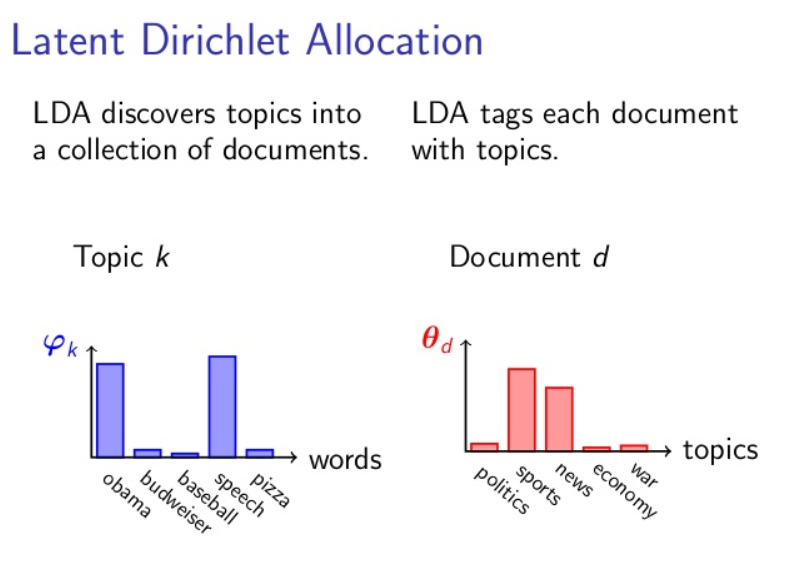 Latent Dirichlet Allocation
LDA discovers topics into
a collection of documents.
LDA tags each document
with topics.
Topic k
φk
words
obama
budweiser
baseball
speech
pizza
Document d
θd
topics
politics
sports
news
economy
war